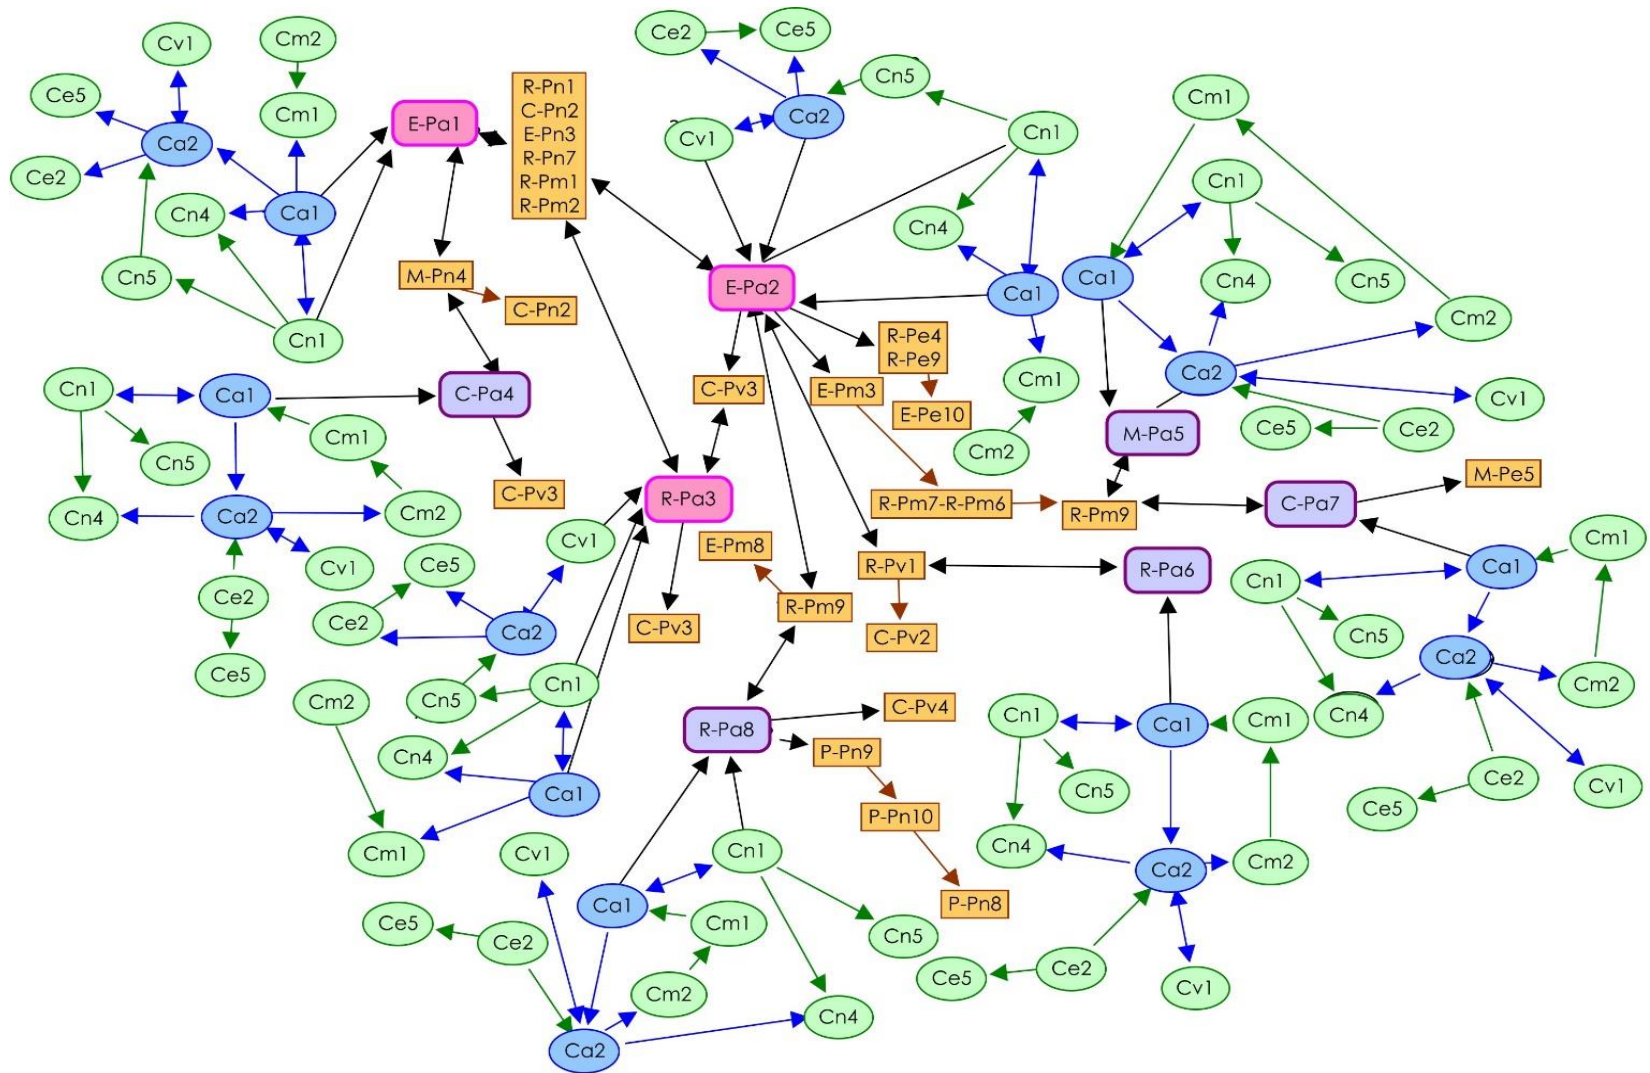 Cv1
Cm2
Ce5
Cm1
Ca2
Ce2
Cn4
Ca1
Cn5
Cn1
E-Pa1
R-Pn1
C-Pn2
E-Pn3
R-Pn7
R-Pm1
R-Pm2
M-Pn4
C-Pn2
C-Pa4
C-Pv3
Cn1
Ca1
Cm1
Cn5
Cn4
Ca2
Cm2
Cv1
Ce2
Ce5
Ce2
Ce5
Cn5
Ca2
Cv1
Cn1
Cn4
Ca1
Cm1
Cm2
E-Pa2
R-Pe4
R-Pe9
C-Pv3
E-Pm3
E-Pe10
R-Pm7-R-Pm6
R-Pm9
Cm1
Cn1
Ca1
Cn4
Cn5
Cm2
Ca2
Cv1
Ce5
Ce2
M-Pa5
M-Pe5
C-Pa7
Cm1
Ca1
Cn1
Cn5
Ca2
Cm2
Cn4
Ce2
Cv1
Ce5
R-Pa3
C-Pv3
Cv1
Ce5
Ce2
Ca2
Cn5
Cn1
Cm2
Cn4
Ca1
Cm1
E-Pm8
R-Pm9
R-Pv1
C-Pv2
R-Pa6
Cn1
Ca1
Cm1
Cn5
Cn4
Ca2
Cm2
Ce5
Ce2
Cv1
R-Pa8
C-Pv4
P-Pn9
P-Pn10
P-Pn8
Cv1
Cn1
Ca1
Ce5
Ce2
Cm1
Cn5
Cm2
Cn4
Ca2